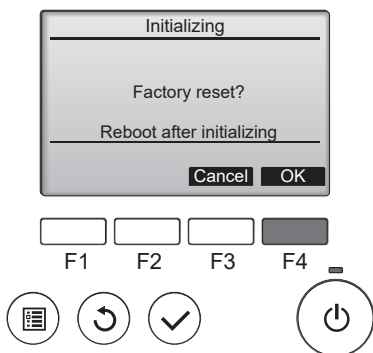 Initializing
Factory reset?
Reboot after initializing
Cancel OK
F1 F2 F3 F4